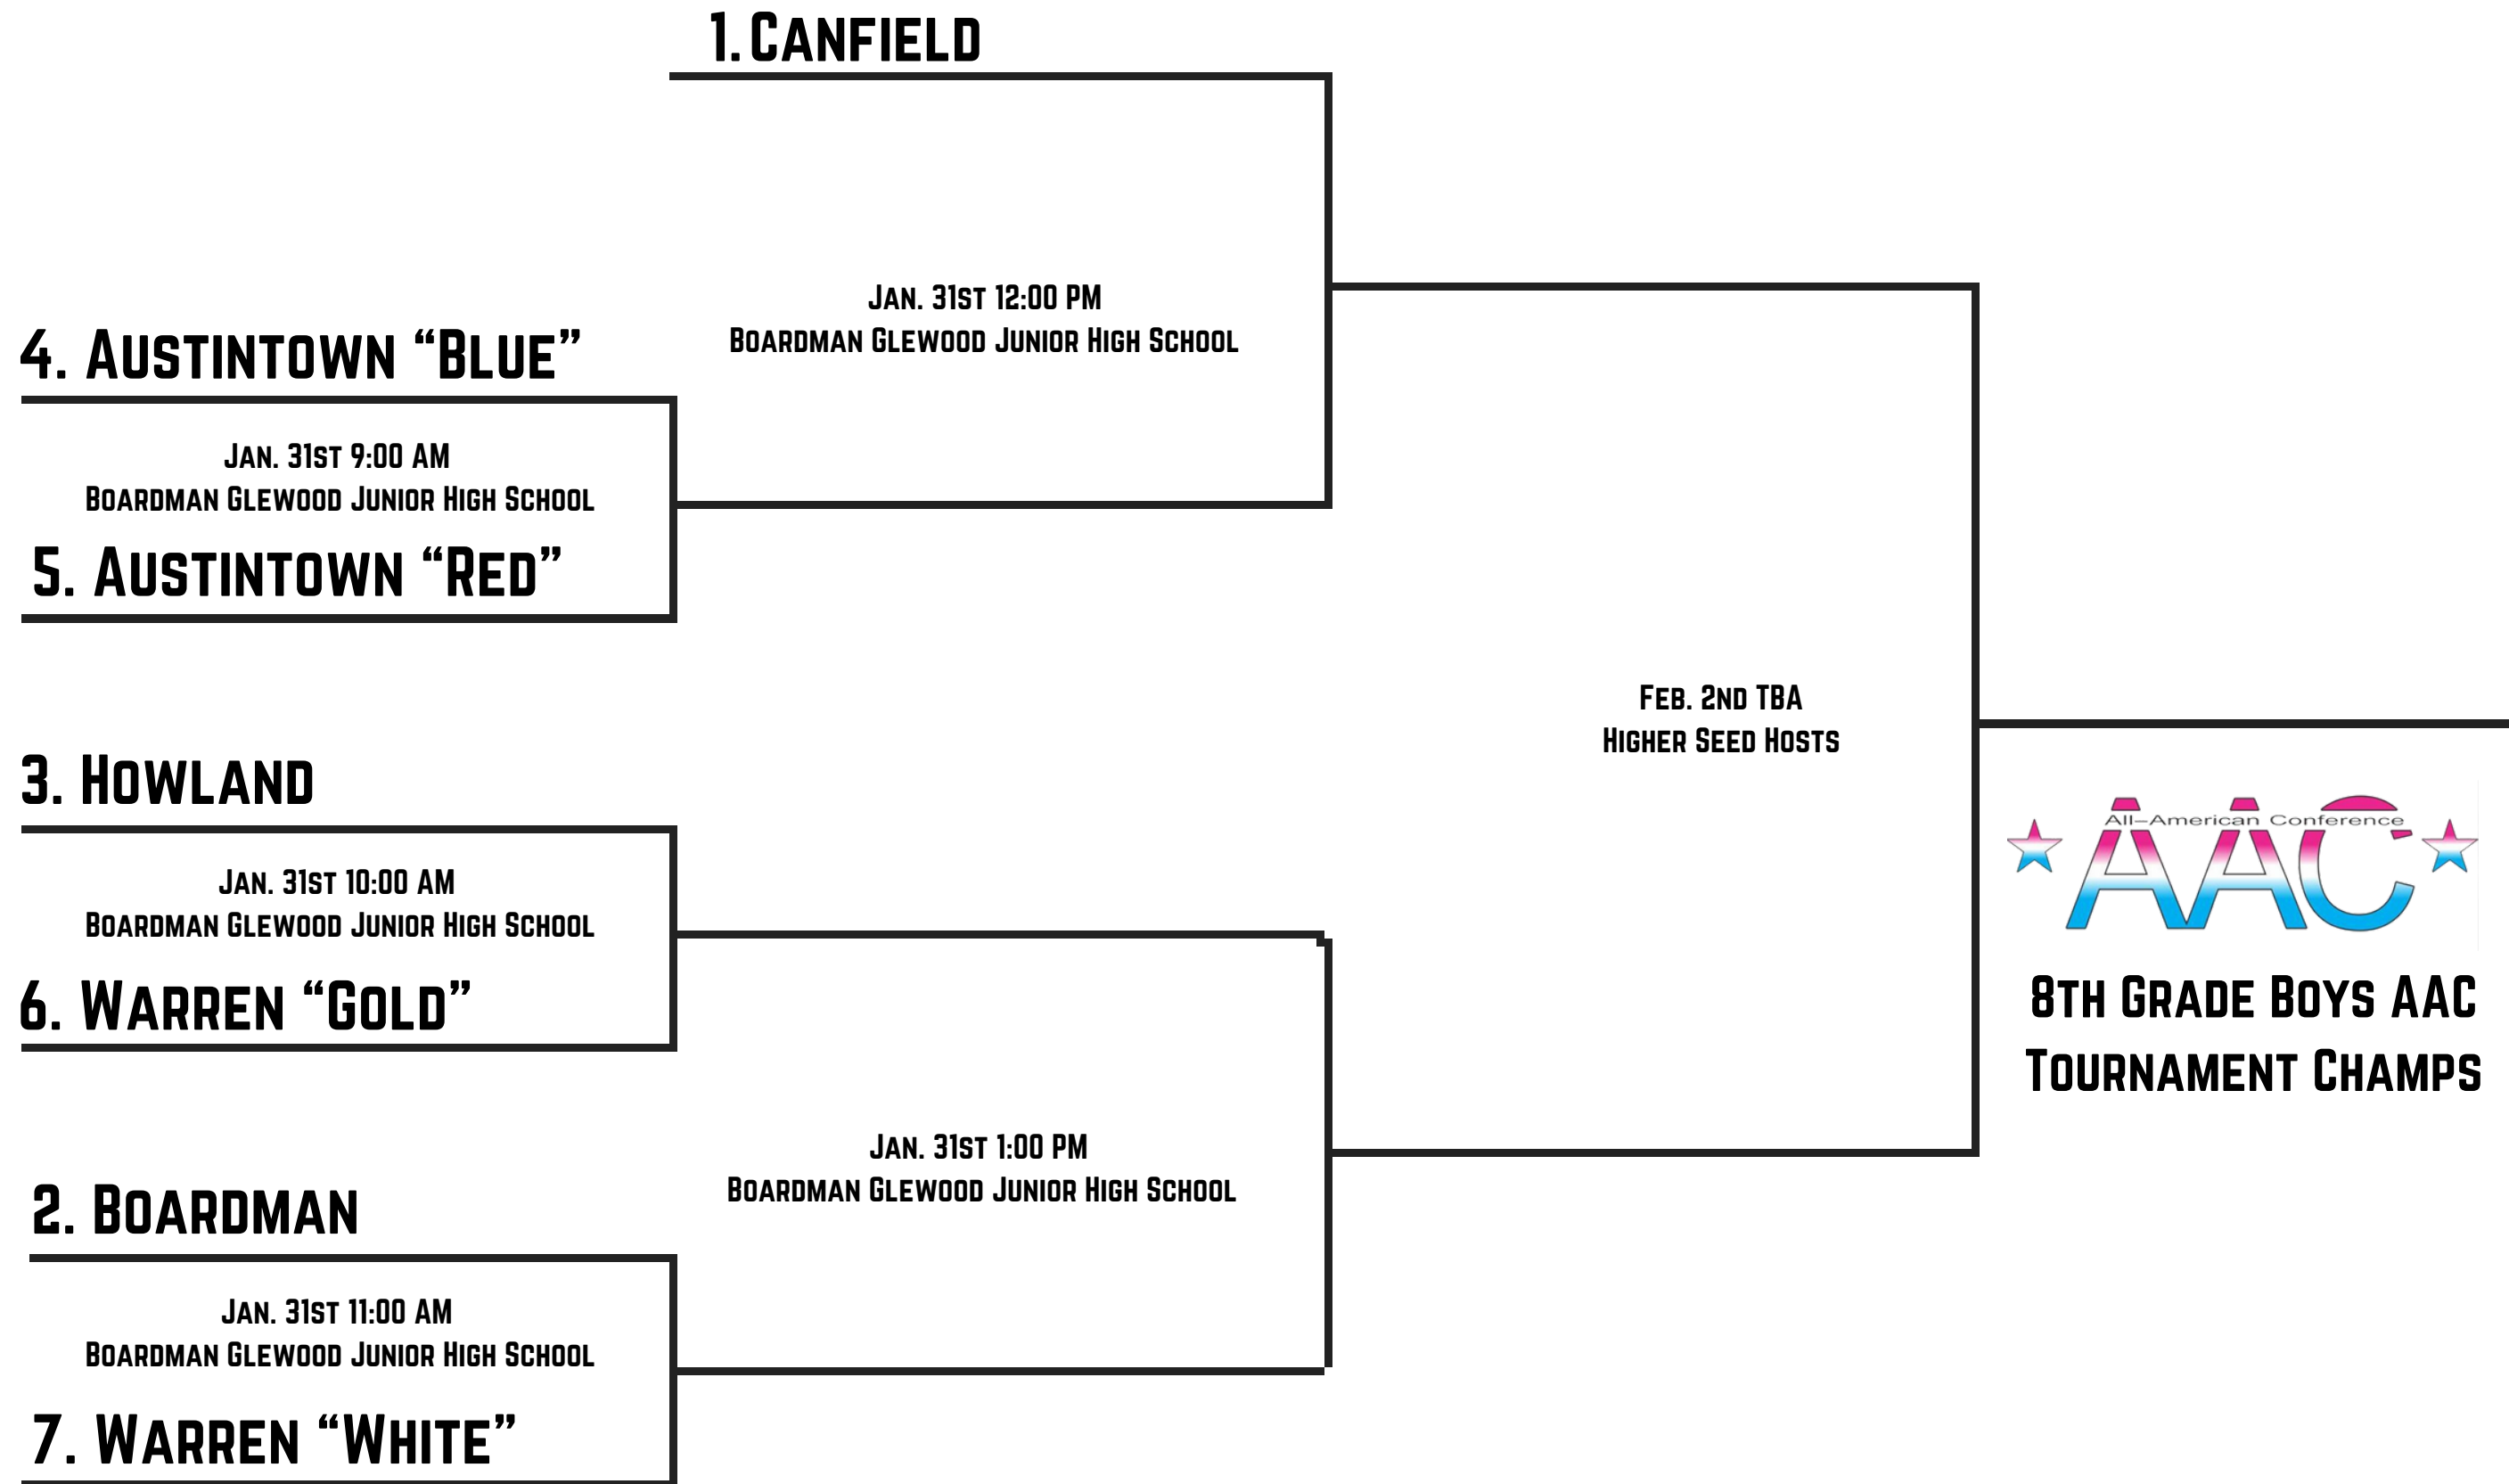 1. Canfield
Jan. 31st 12:00 PM
Boardman Glewood Junior High School
4. Austintown “Blue”
Jan. 31st 9:00 AM
Boardman Glewood Junior High School
5. Austintown “Red”
Feb. 2nd TBA
Higher Seed Hosts
3. Howland
Jan. 31st 10:00 AM
Boardman Glewood Junior High School
6. Warren “Gold”
All-American Conference
AAC
8th Grade Boys AAC
Tournament Champs
Jan. 31st 1:00 PM
Boardman Glewood Junior High School
2. Boardman
Jan. 31st 11:00 AM
Boardman Glewood Junior High School
7. Warren “White”